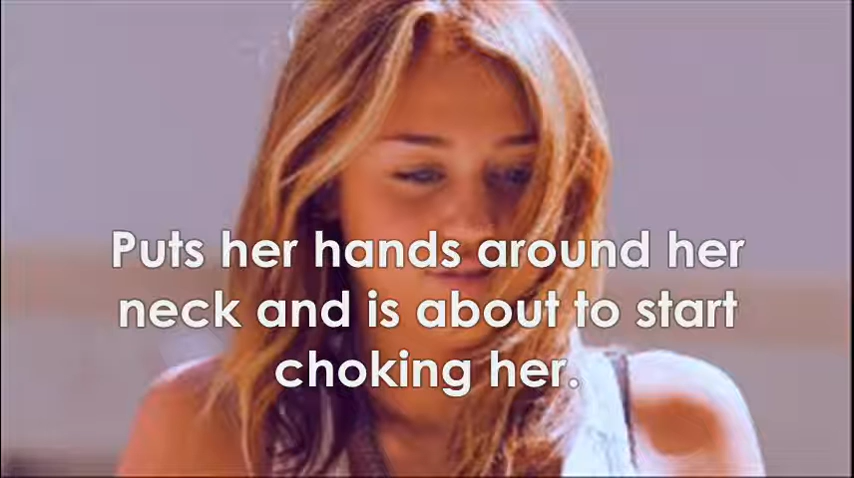 Puts her hands around her
neck and is about to start
choking her.